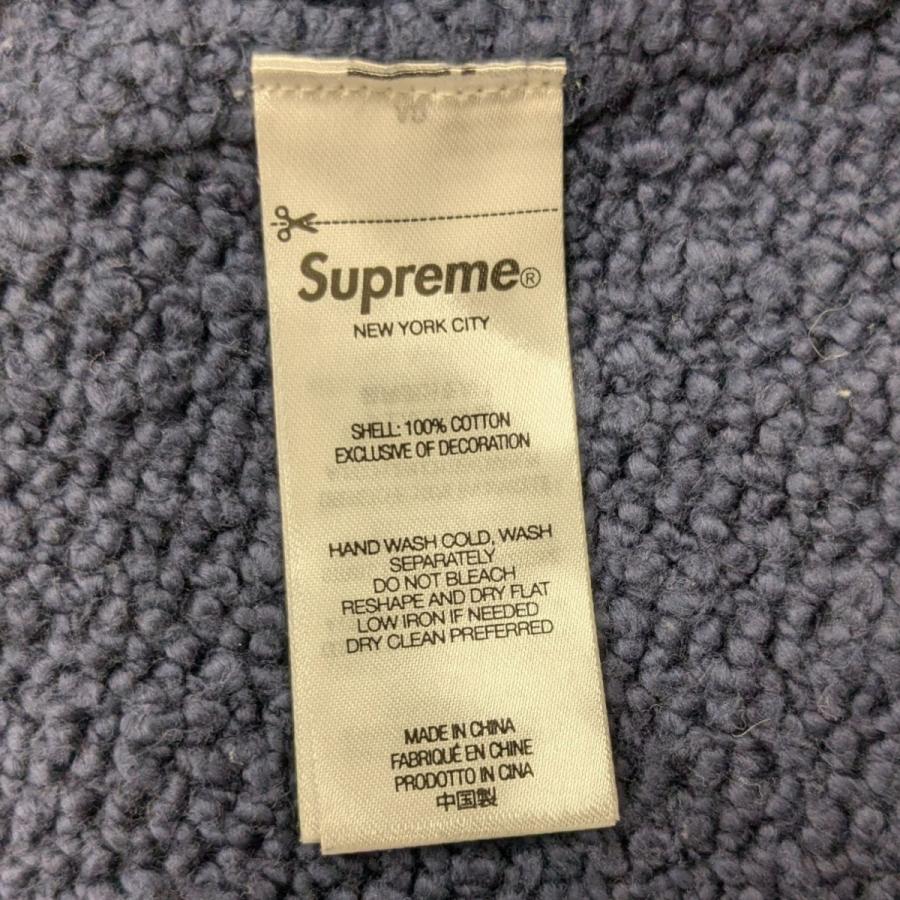 Supreme®
NEW YORK CITY
SHELL: 100% COTTON
EXCLUSIVE OF DECORATION
HAND WASH COLD, WASH
SEPARATELY
DO NOT BLEACH
RESHAPE AND DRY FLAT
LOW IRON IF NEEDED
DRY CLEAN PREFERRED
MADE IN CHINA
FABRIQUÉ EN CHINE
PRODOTTO IN CINA
中国製